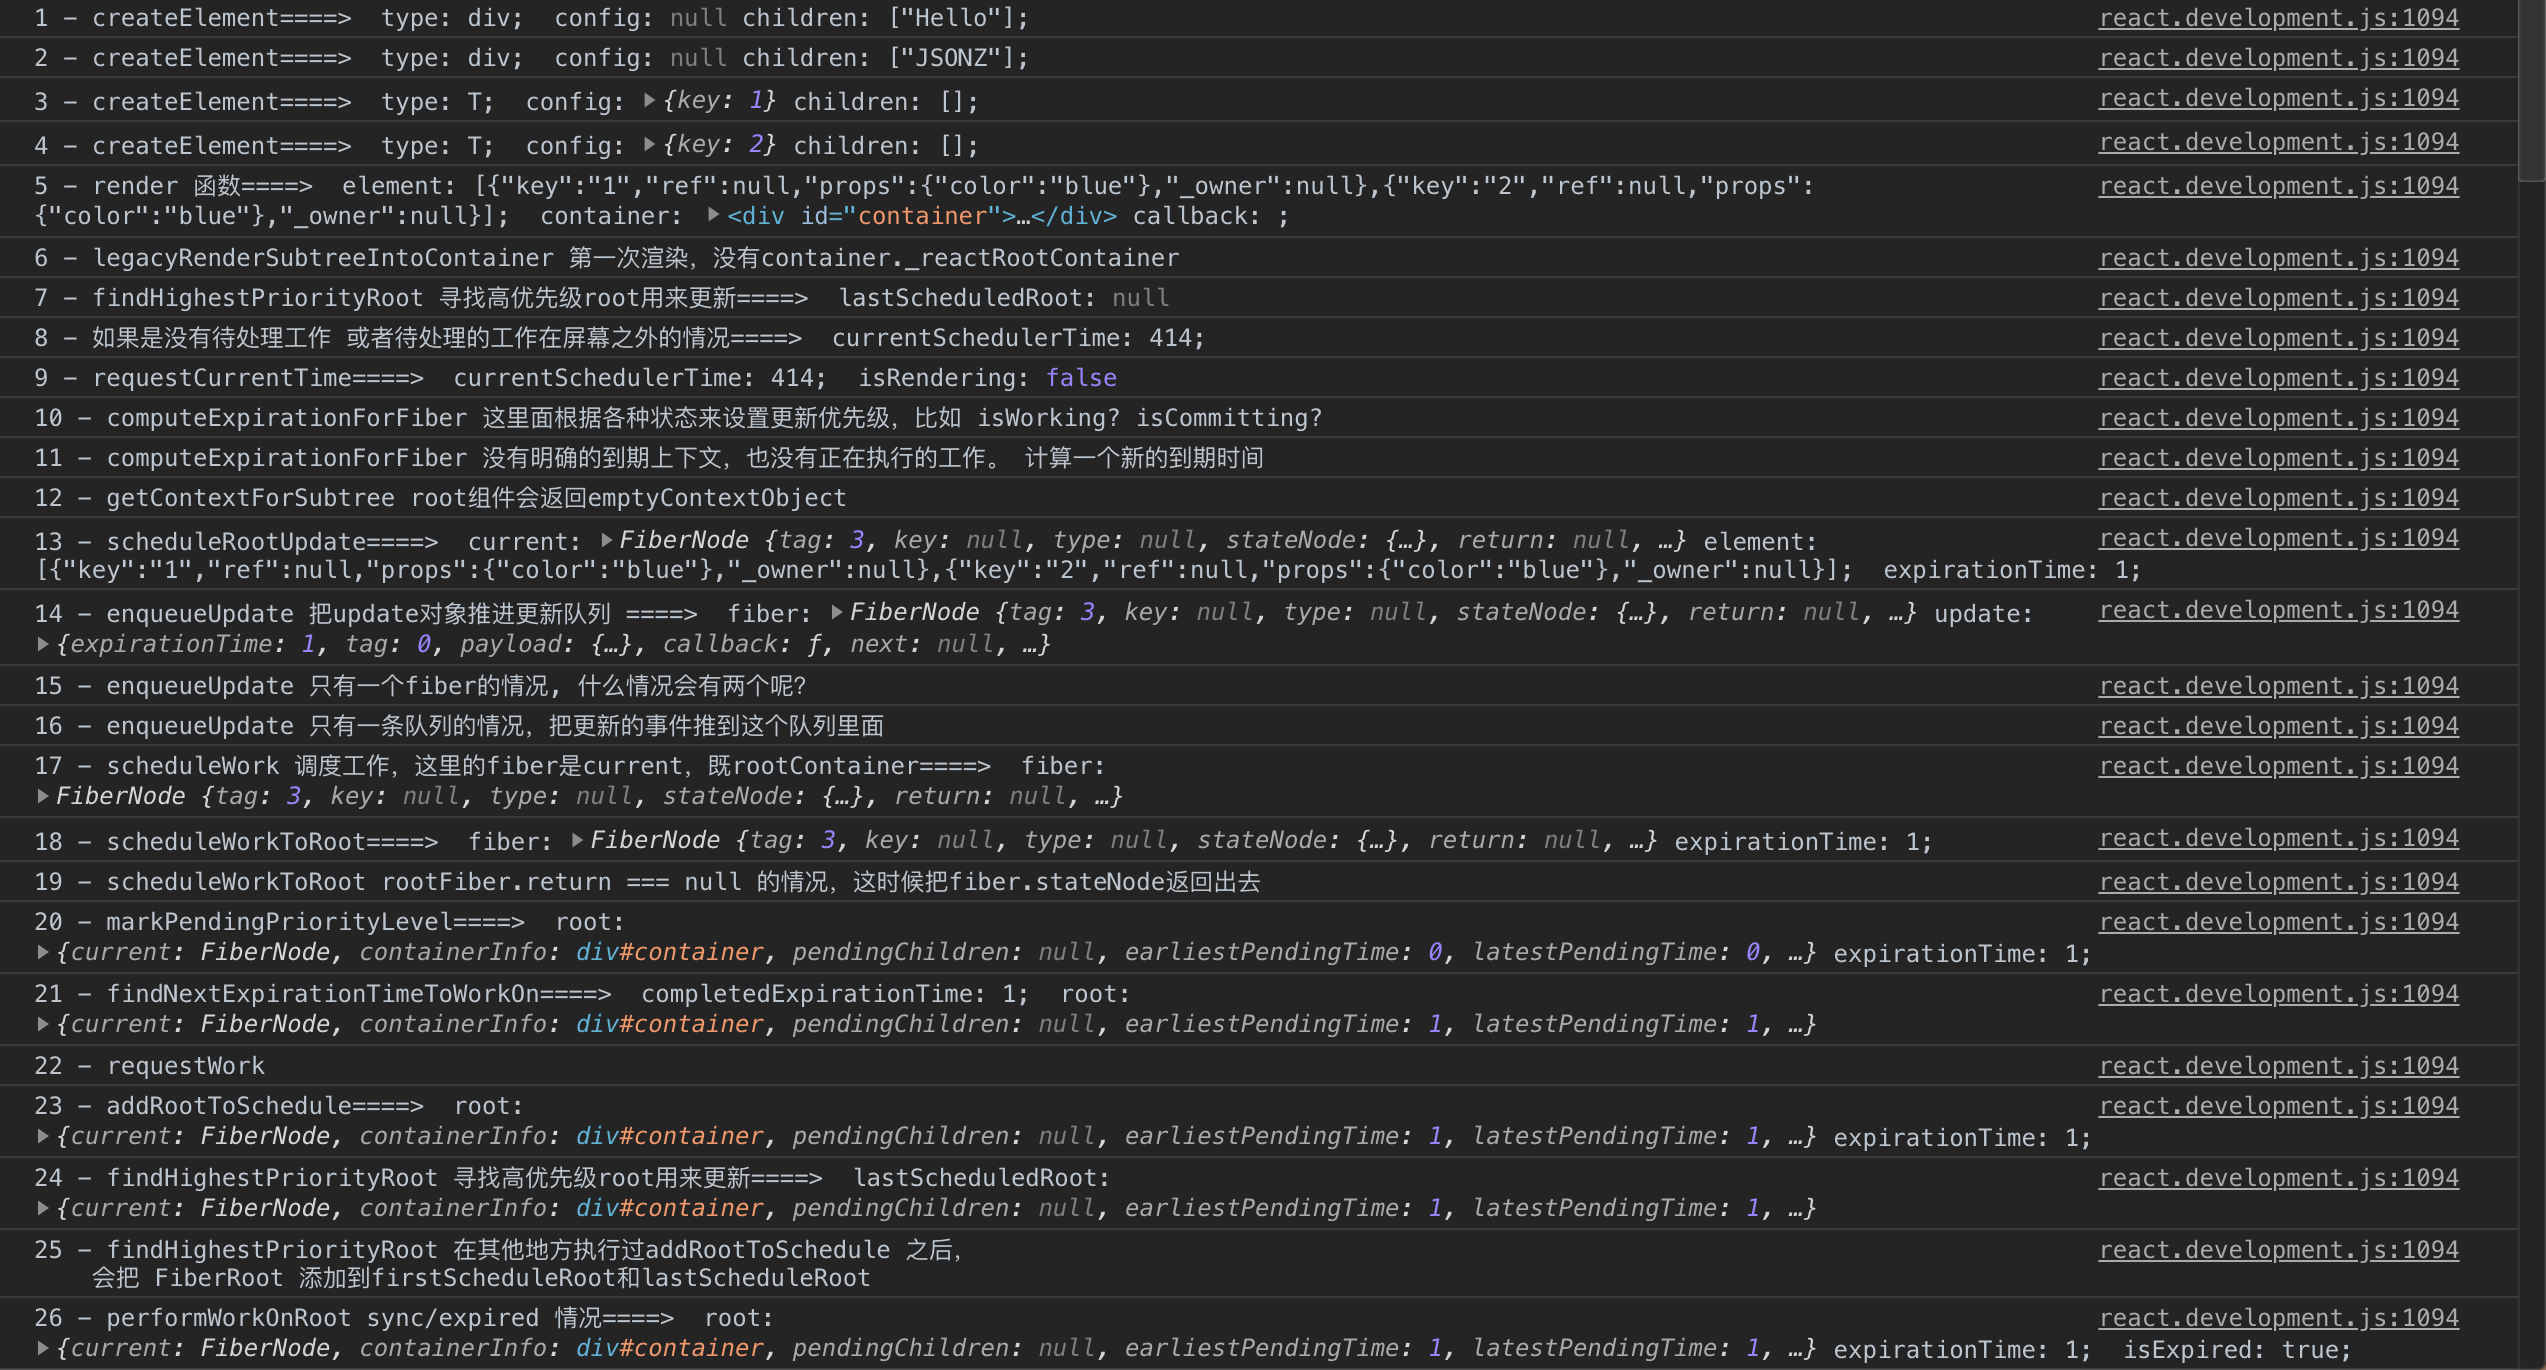 1 – createElement====>  type: div;  config: null children: ["Hello"]; react.development.js:1094
2 – createElement====>  type: div;  config: null children: ["JSONZ"]; react.development.js:1094
3 – createElement====>  type: T;  config: ▶{key: 1} children: []; react.development.js:1094
4 – createElement====>  type: T;  config: ▶{key: 2} children: []; react.development.js:1094
5 – render 函数====>  element: [{"key":"1","ref":null,"props":{"color":"blue"},"_owner":null},{"key":"2","ref":null,"props": react.development.js:1094
{"color":"blue"},"_owner":null}];  container:  ▶<div id="container">…</div> callback: ;
6 – legacyRenderSubtreeIntoContainer 第一次渲染，没有container._reactRootContainer react.development.js:1094
7 – findHighestPriorityRoot 寻找高优先级root用来更新====>  lastScheduledRoot: null react.development.js:1094
8 – 如果是没有待处理工作 或者待处理的工作在屏幕之外的情况====>  currentSchedulerTime: 414; react.development.js:1094
9 – requestCurrentTime====>  currentSchedulerTime: 414;  isRendering: false react.development.js:1094
10 – computeExpirationForFiber 这里面根据各种状态来设置更新优先级，比如 isWorking? isCommitting? react.development.js:1094
11 – computeExpirationForFiber 没有明确的到期上下文，也没有正在执行的工作。 计算一个新的到期时间 react.development.js:1094
12 – getContextForSubtree root组件会返回emptyContextObject react.development.js:1094
13 – scheduleRootUpdate====>  current: ▶FiberNode {tag: 3, key: null, type: null, stateNode: {…}, return: null, …} element: react.development.js:1094
[{"key":"1","ref":null,"props":{"color":"blue"},"_owner":null},{"key":"2","ref":null,"props":{"color":"blue"},"_owner":null}];  expirationTime: 1;
14 – enqueueUpdate 把update对象推进更新队列 ====>  fiber: ▶FiberNode {tag: 3, key: null, type: null, stateNode: {…}, return: null, …} update: react.development.js:1094
▶{expirationTime: 1, tag: 0, payload: {…}, callback: ƒ, next: null, …}
15 – enqueueUpdate 只有一个fiber的情况, 什么情况会有两个呢？ react.development.js:1094
16 – enqueueUpdate 只有一条队列的情况，把更新的事件推到这个队列里面 react.development.js:1094
17 – scheduleWork 调度工作，这里的fiber是current，既rootContainer====>  fiber: react.development.js:1094
▶FiberNode {tag: 3, key: null, type: null, stateNode: {…}, return: null, …}
18 – scheduleWorkToRoot====>  fiber: ▶FiberNode {tag: 3, key: null, type: null, stateNode: {…}, return: null, …} expirationTime: 1; react.development.js:1094
19 – scheduleWorkToRoot rootFiber.return === null 的情况，这时候把fiber.stateNode返回出去 react.development.js:1094
20 – markPendingPriorityLevel====>  root: react.development.js:1094
▶{current: FiberNode, containerInfo: div#container, pendingChildren: null, earliestPendingTime: 0, latestPendingTime: 0, …} expirationTime: 1;
21 – findNextExpirationTimeToWorkOn====>  completedExpirationTime: 1;  root: react.development.js:1094
▶{current: FiberNode, containerInfo: div#container, pendingChildren: null, earliestPendingTime: 1, latestPendingTime: 1, …}
22 – requestWork react.development.js:1094
23 – addRootToSchedule====>  root: react.development.js:1094
▶{current: FiberNode, containerInfo: div#container, pendingChildren: null, earliestPendingTime: 1, latestPendingTime: 1, …} expirationTime: 1;
24 – findHighestPriorityRoot 寻找高优先级root用来更新====>  lastScheduledRoot: react.development.js:1094
▶{current: FiberNode, containerInfo: div#container, pendingChildren: null, earliestPendingTime: 1, latestPendingTime: 1, …}
25 – findHighestPriorityRoot 在其他地方执行过addRootToSchedule 之后， react.development.js:1094
会把 FiberRoot 添加到firstScheduleRoot和lastScheduleRoot
26 – performWorkOnRoot sync/expired 情况====>  root: react.development.js:1094
▶{current: FiberNode, containerInfo: div#container, pendingChildren: null, earliestPendingTime: 1, latestPendingTime: 1, …} expirationTime: 1;  isExpired: true;